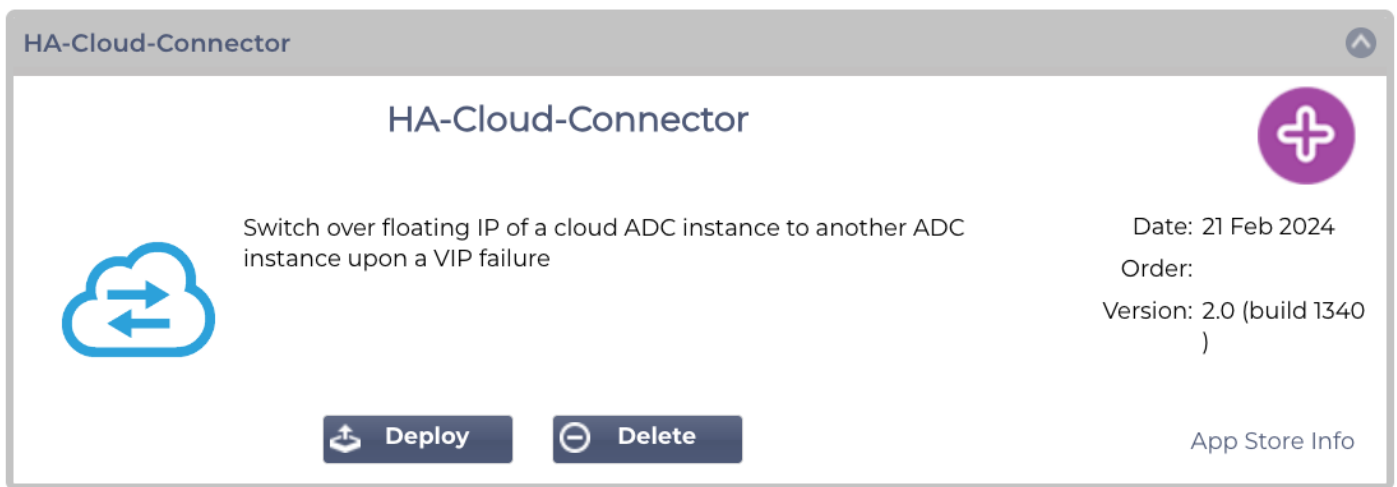 HA-Cloud-Connector
HA-Cloud-Connector
Switch over floating IP of a cloud ADC instance to another ADC
instance upon a VIP failure
Date: 21 Feb 2024
Order:
Version: 2.0 (build 1340
)
Deploy
Delete
App Store Info